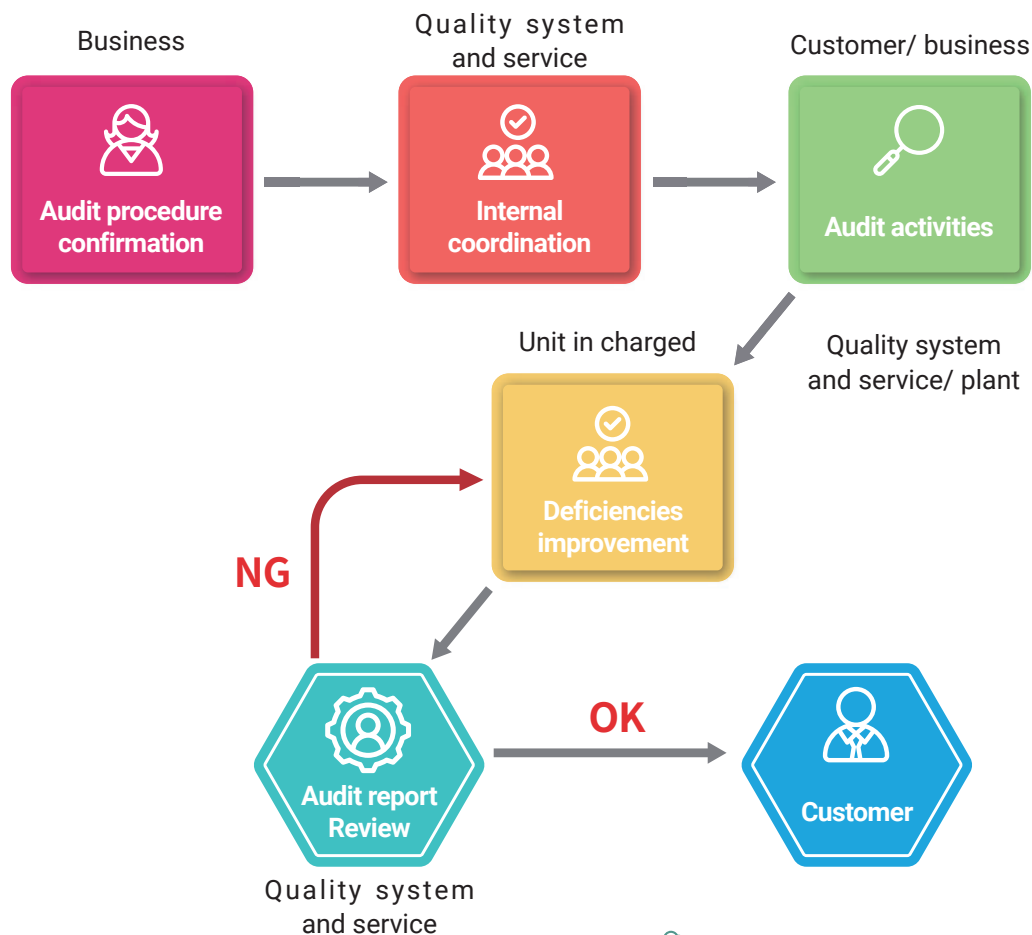 Business
Quality system
and service
Customer/ business
Audit procedure
confirmation
Internal
coordination
Audit activities
Unit in charged
Quality system
and service/ plant
Deficiencies
improvement
NG
OK
Audit report
Review
Customer
Quality system
and service